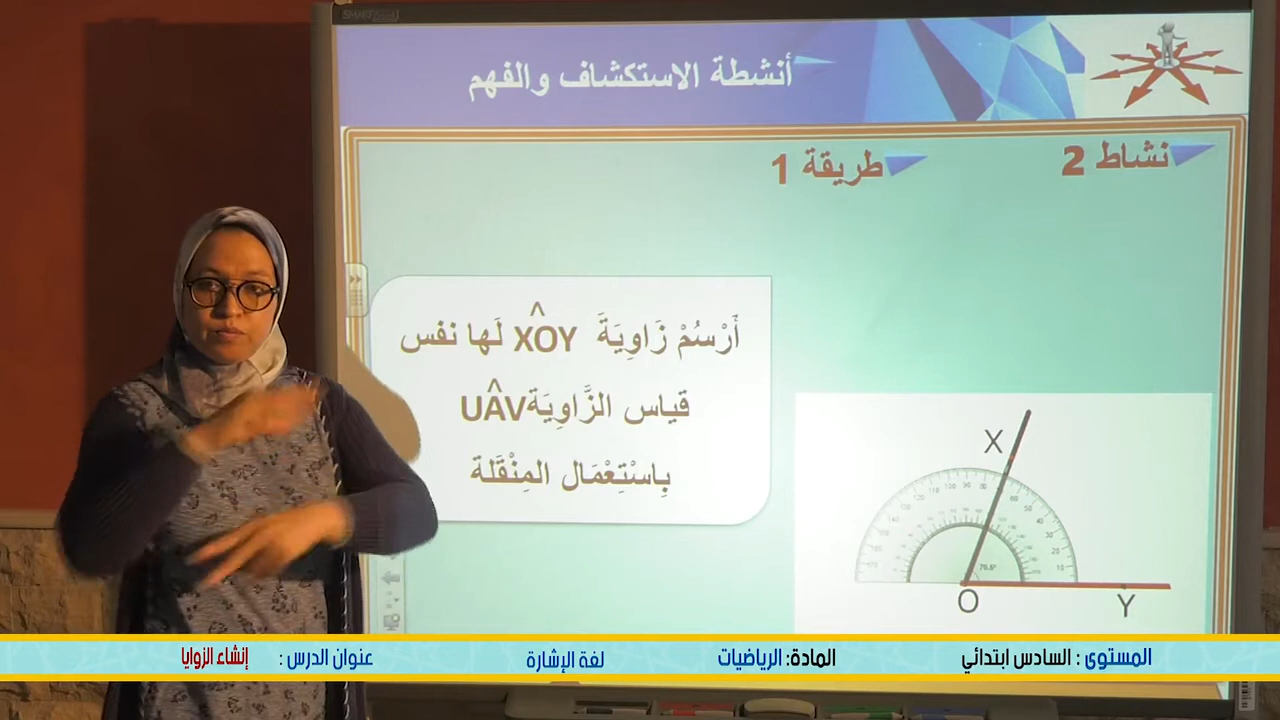 أنشطة الاستكشاف والفهم
نشاط 2
طريقة 1
أَرْسُمْ زَاوِيَةَ XÔY لَها نفس
قياس الزَّاوِيَة UÂV
بِاسْتِعْمَال المِنْقَلة
X
O
Y
المستوى : السادس ابتدائي
المادة: الرياضيات
لغة الإشارة
عنوان الدرس : إنشاء الزوايا